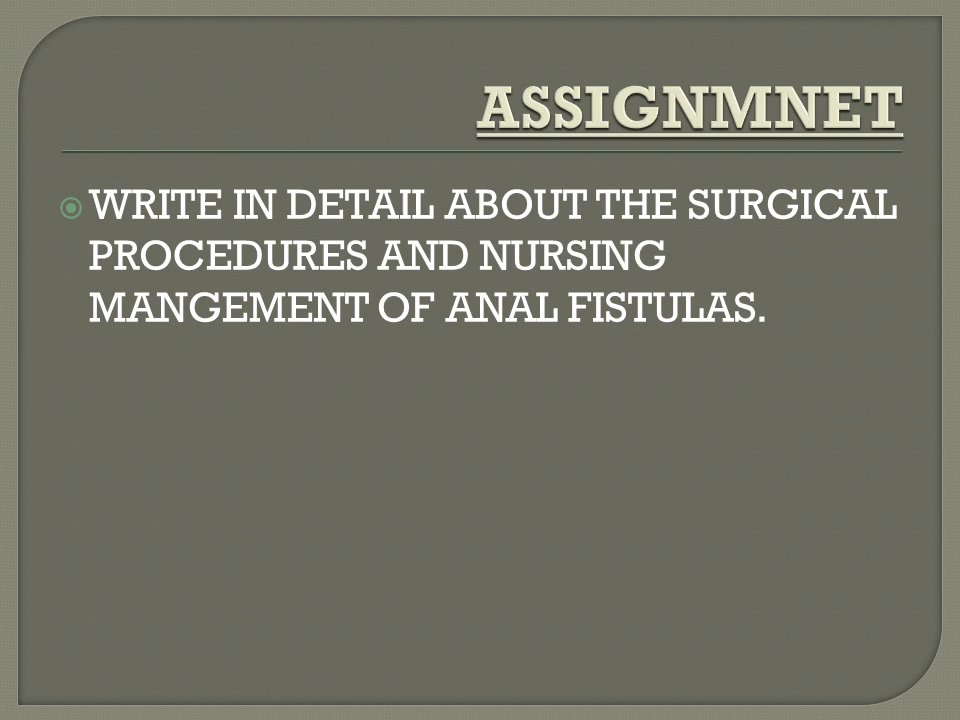 ASSIGNMNET
WRITE IN DETAIL ABOUT THE SURGICAL
PROCEDURES AND NURSING
MANGEMENT OF ANAL FISTULAS.